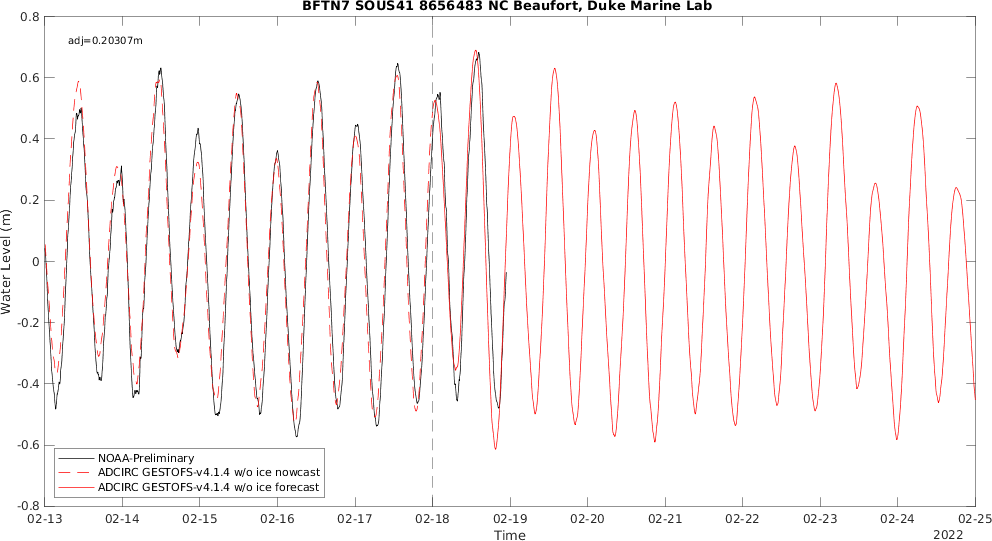 BFTN7 SOUS41 8656483 NC Beaufort, Duke Marine Lab
adj=0.20307m
0.8
0.6
0.4
0.2
0
-0.2
-0.4
-0.6
-0.8
Water Level (m)
NOAA-Preliminary
ADCIRC GESTOFS-v4.1.4 w/o ice nowcast
ADCIRC GESTOFS-v4.1.4 w/o ice forecast
02-13 02-14 02-15 02-16 02-17 02-18 02-19 02-20 02-21 02-22 02-23 02-24 02-25
Time
2022